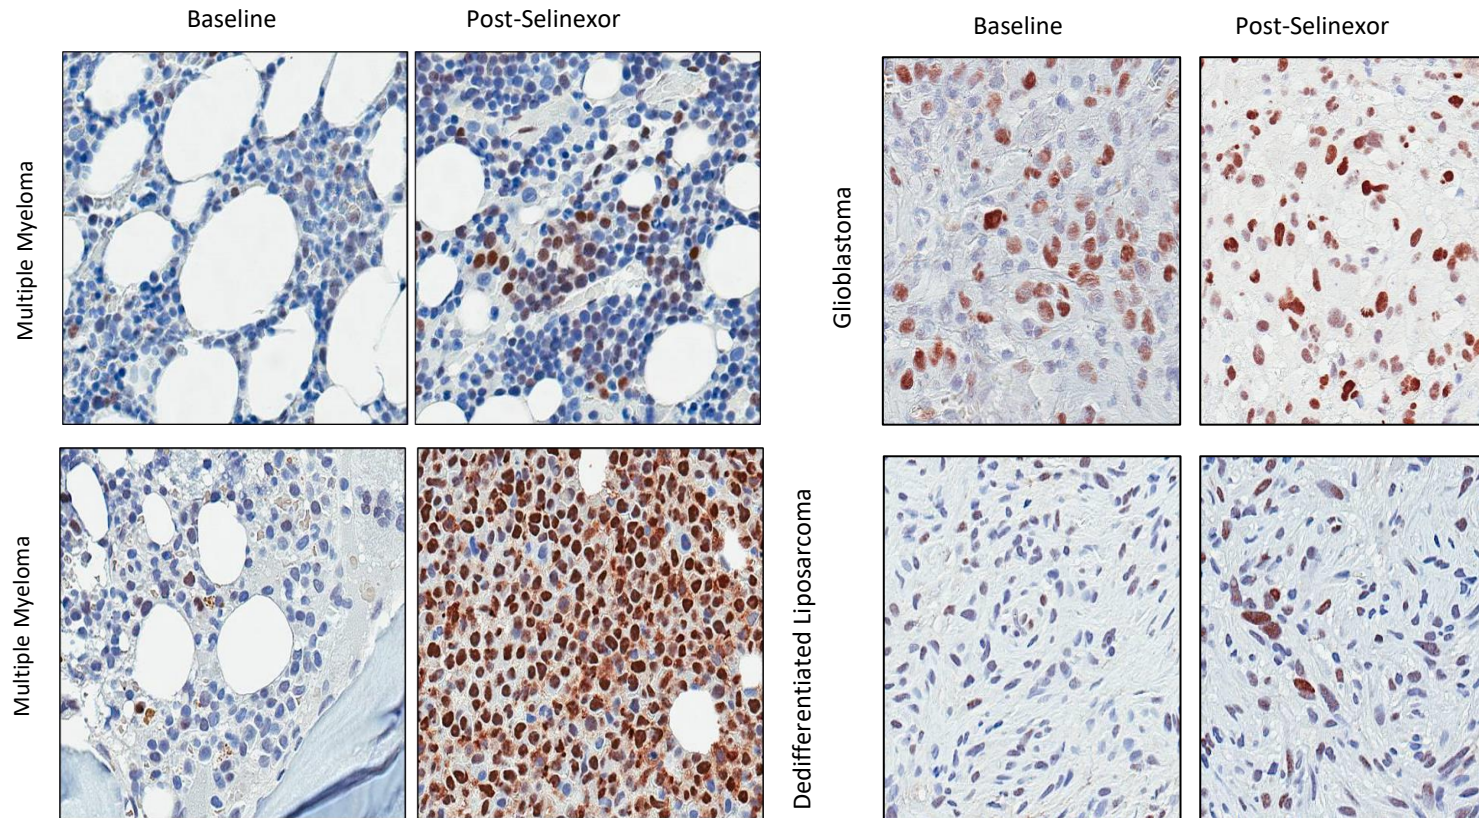 Baseline
Post-Selinexor
Baseline
Post-Selinexor
Multiple Myeloma
Glioblastoma
Multiple Myeloma
Dedifferentiated Liposarcoma